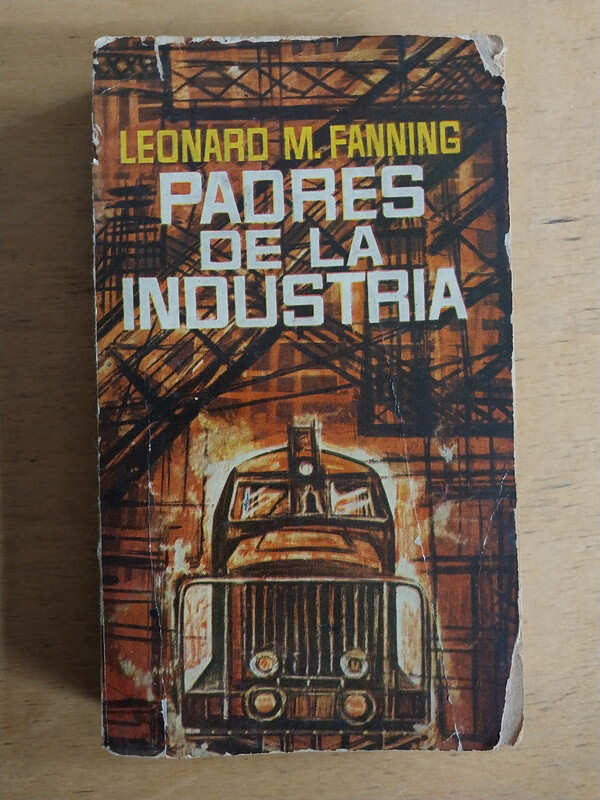 LEONARD M. FANNING
PADRES
DE LA
INDUSTRIA